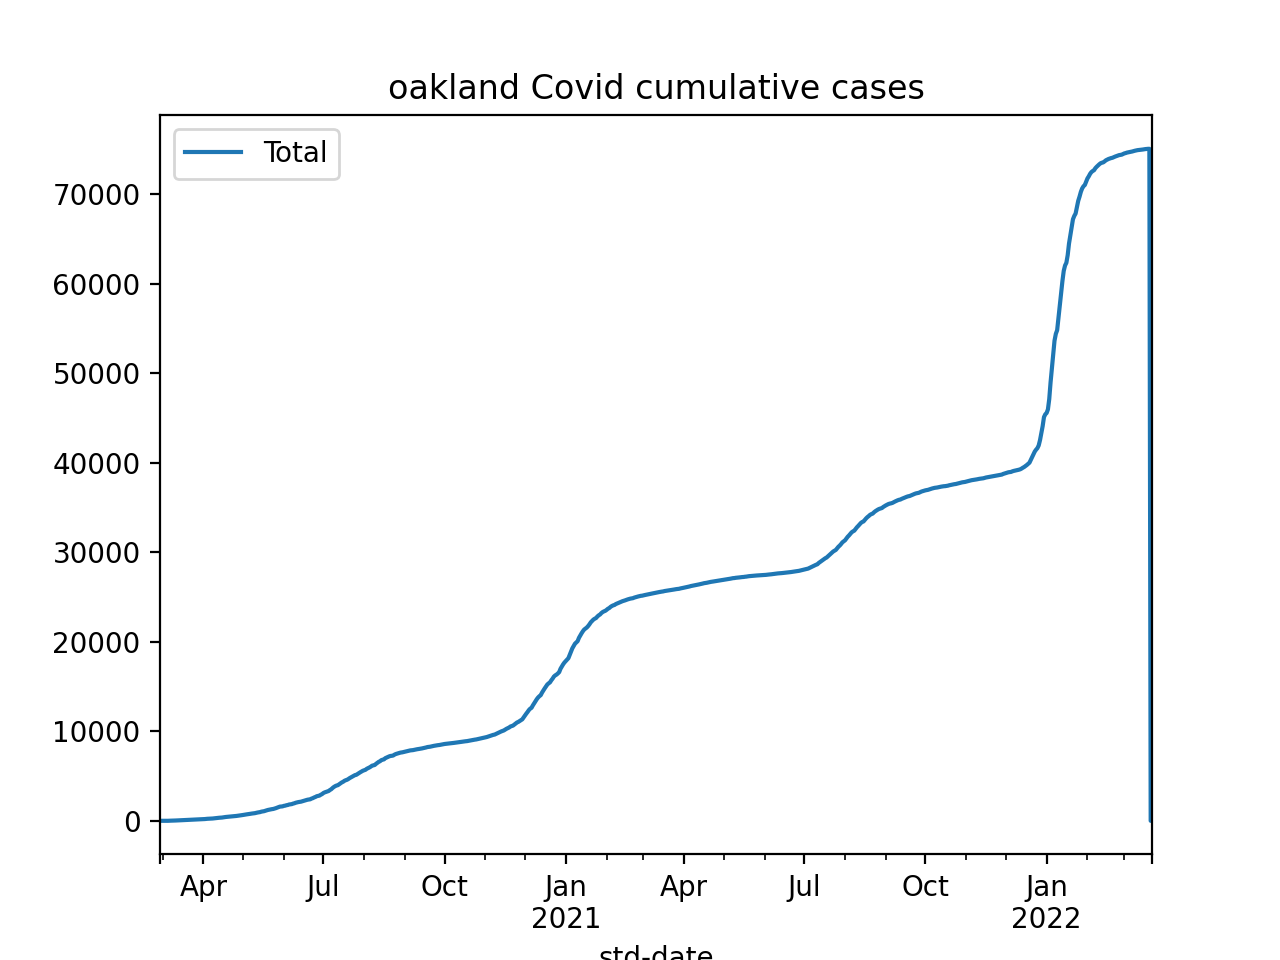 oakland Covid cumulative cases
Total
70000
60000
50000
40000
30000
20000
10000
0
Apr Jul Oct Jan Apr Jul Oct Jan
2021 2022
std-date